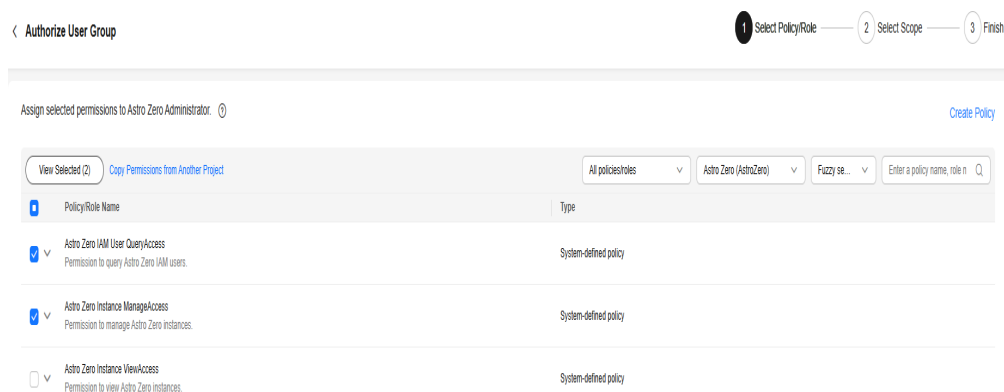 Authorize User Group
1 Select Policy/Role 2 Select Scope 3 Finish
Assign selected permissions to Astro Zero Administrator. ?
Create Policy
View Selected (2) Copy Permissions from Another Project All policies/roles Astro Zero (AstroZero) Fuzzy se... Enter a policy name, role n
Policy/Role Name Type
Astro Zero IAM User QueryAccess
Permission to query Astro Zero IAM users.
System-defined policy
Astro Zero Instance ManageAccess
Permission to manage Astro Zero instances.
System-defined policy
Astro Zero Instance ViewAccess
Permission to view Astro Zero instances.
System-defined policy